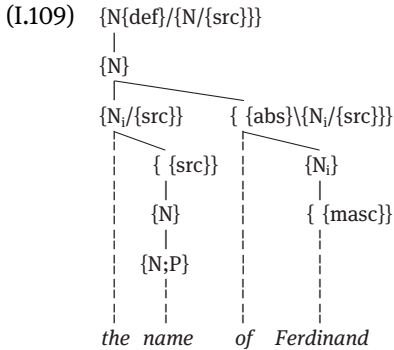 (I.109) {N{def}/{N/{src}}}
{N}
{Nᵢ/{src}} { {abs}\{Nᵢ/{src}}}
{ {src}} {Nᵢ}
{N} { {masc}}
{N;P}
the name of Ferdinand